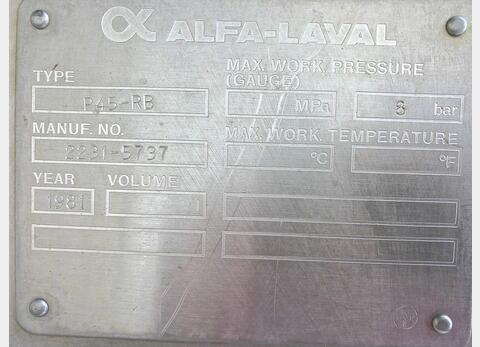 α ALFA-LAVAL
TYPE
P45-RB
MAX. WORK. PRESSURE
(GAUGE)
MPa
8 bar
MANUF. NO.
2291-5737
MAX. WORK. TEMPERATURE
°C
°F
YEAR VOLUME
1981